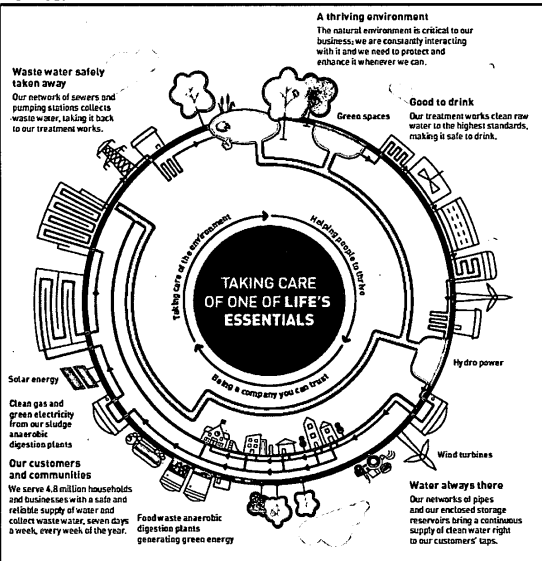 A thriving environment
The natural environment is critical to our
business; we are constantly interacting
with it and we need to protect and
enhance it whenever we can.
Waste water safely
taken away
Our network of sewers and
pumping stations collects
waste water, taking it back
to our treatment works.
Green spaces
Good to drink
Our treatment works clean raw
water to the highest standards,
making it safe to drink.
Taking care of the environment
Helping people to thrive
TAKING CARE
OF ONE OF LIFE'S
ESSENTIALS
Being a company you can trust
Hydro power
Solar energy
Clean gas and
green electricity
from our sludge
anaerobic
digestion plants
Wind turbines
Our customers
and communities
We serve 4.8 million households
and businesses with a safe and
reliable supply of water and
collect waste water, seven days
a week, every week of the year.
Food waste anaerobic
digestion plants
generating green energy
Water always there
Our networks of pipes
and our enclosed storage
reservoirs bring a continuous
supply of clean water right
to our customers' taps.